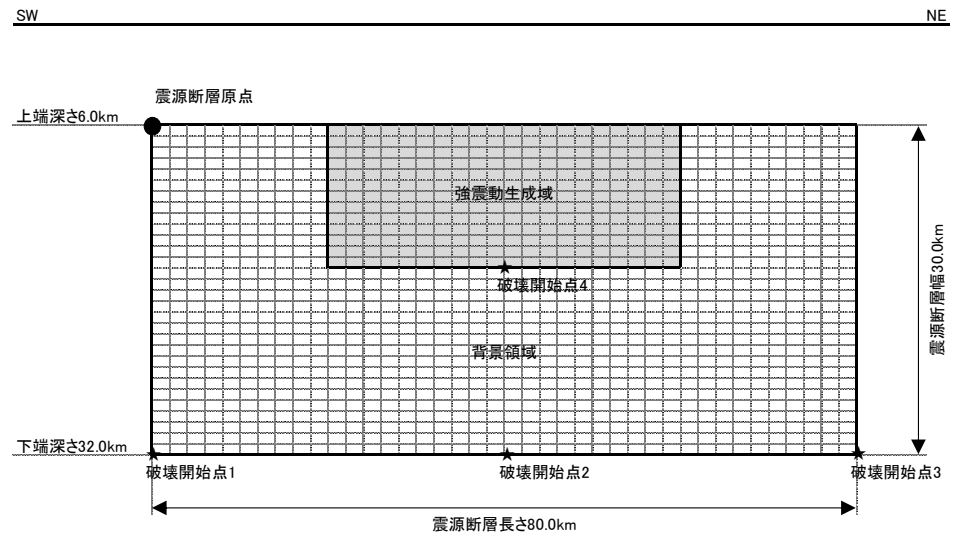 SW
NE
震源断層原点
上端深さ6.0km
強震動生成域
破壊開始点4
震源断層幅30.0km
背景領域
下端深さ32.0km
破壊開始点1
破壊開始点2
破壊開始点3
震源断層長さ80.0km